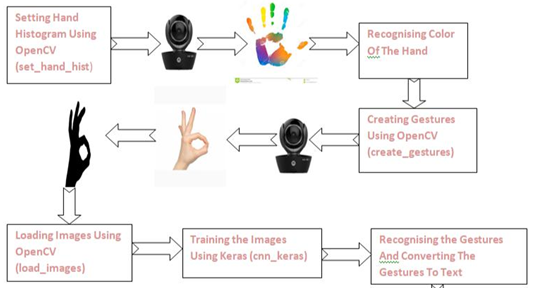 Setting Hand
Histogram Using
OpenCV
(set_hand_hist)
Recognising Color
Of The Hand
Creating Gestures
Using OpenCV
(create_gestures)
Loading Images Using
OpenCV
(load_images)
Training the Images
Using Keras (cnn_keras)
Recognising the Gestures
And Converting The
Gestures To Text